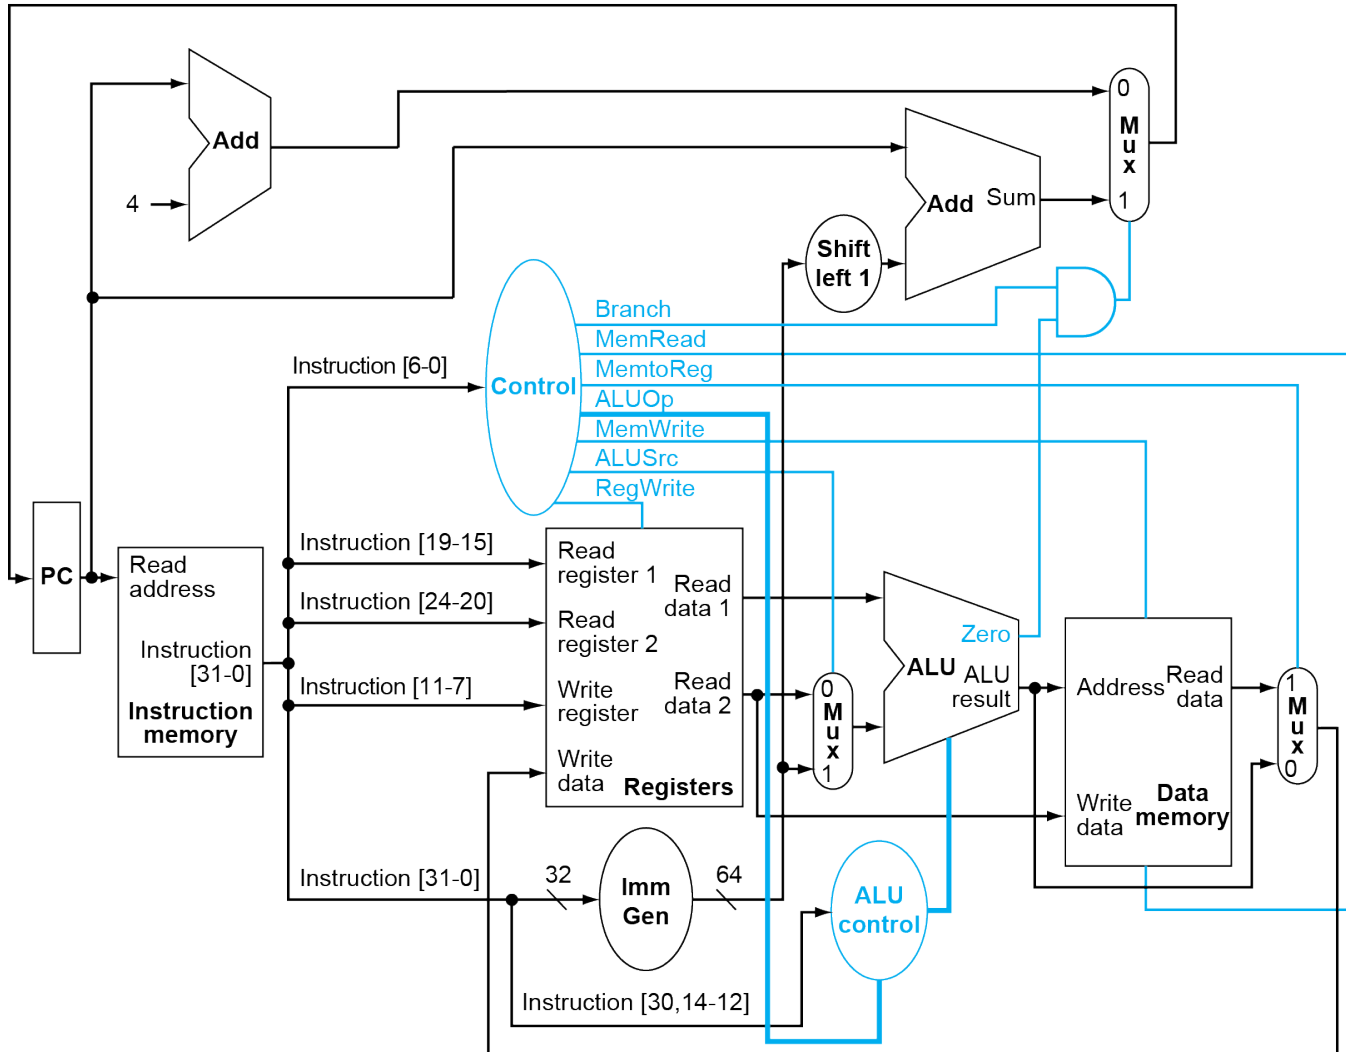 0
M
u
x
1
Add
4
Add
Sum
Shift
left 1
Branch
MemRead
MemtoReg
ALUOp
MemWrite
ALUSrc
RegWrite
Control
Instruction [6-0]
Instruction [19-15]
Instruction [24-20]
Instruction [11-7]
Instruction [31-0]
PC
Read
address
Instruction
[31-0]
Instruction
memory
Read
register 1
Read
register 2
Write
register
Write
data
Read
data 1
Read
data 2
Registers
0
M
u
x
1
Zero
ALU
ALU
result
Address
Read
data
Write
data
Data
memory
1
M
u
x
0
32
Imm
Gen
64
ALU
control
Instruction [30,14-12]